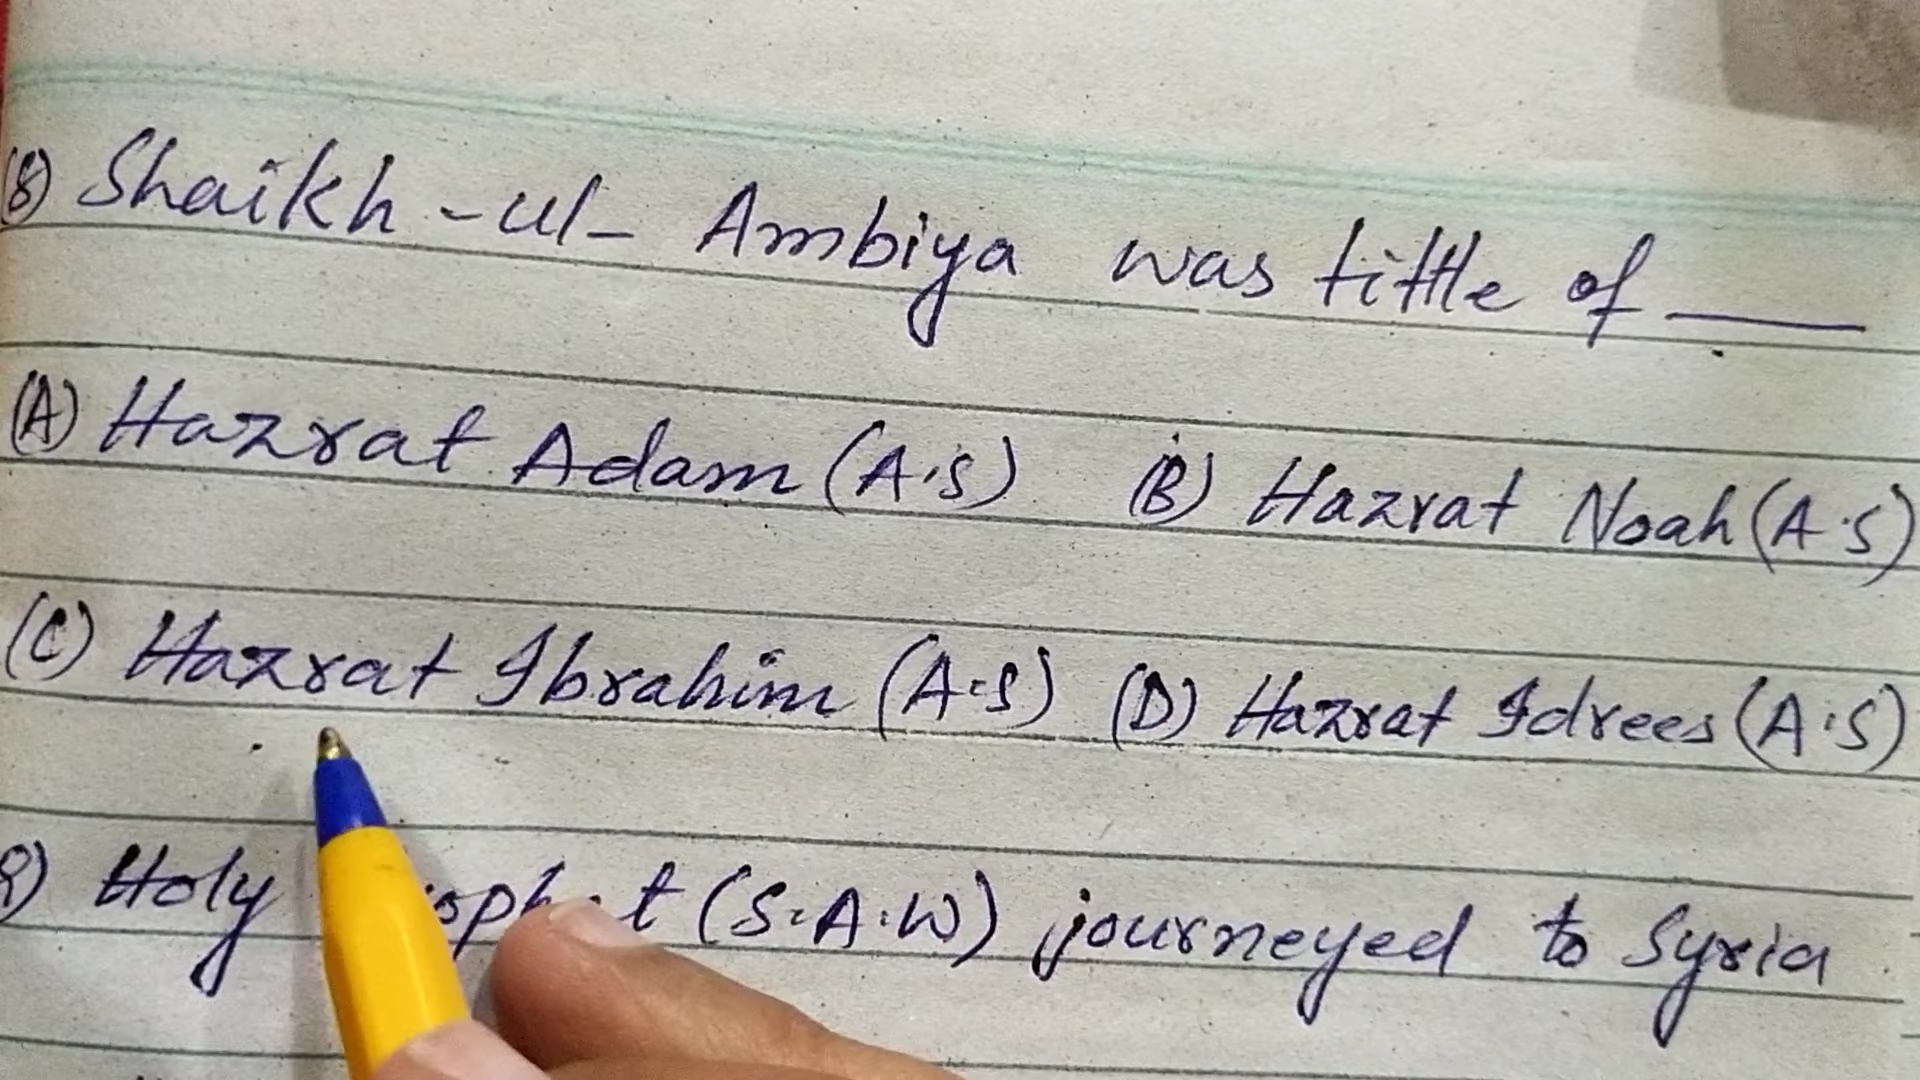 (8) Shaikh-ul- Ambiya was tittle of ___
(A) Hazrat Adam (A.S) (B) Hazrat Noah (A.S)
(C) Hazrat Ibrahim (A.S) (D) Hazrat Idrees (A.S)
9) Holy (S.A.W) journeyed to Syria